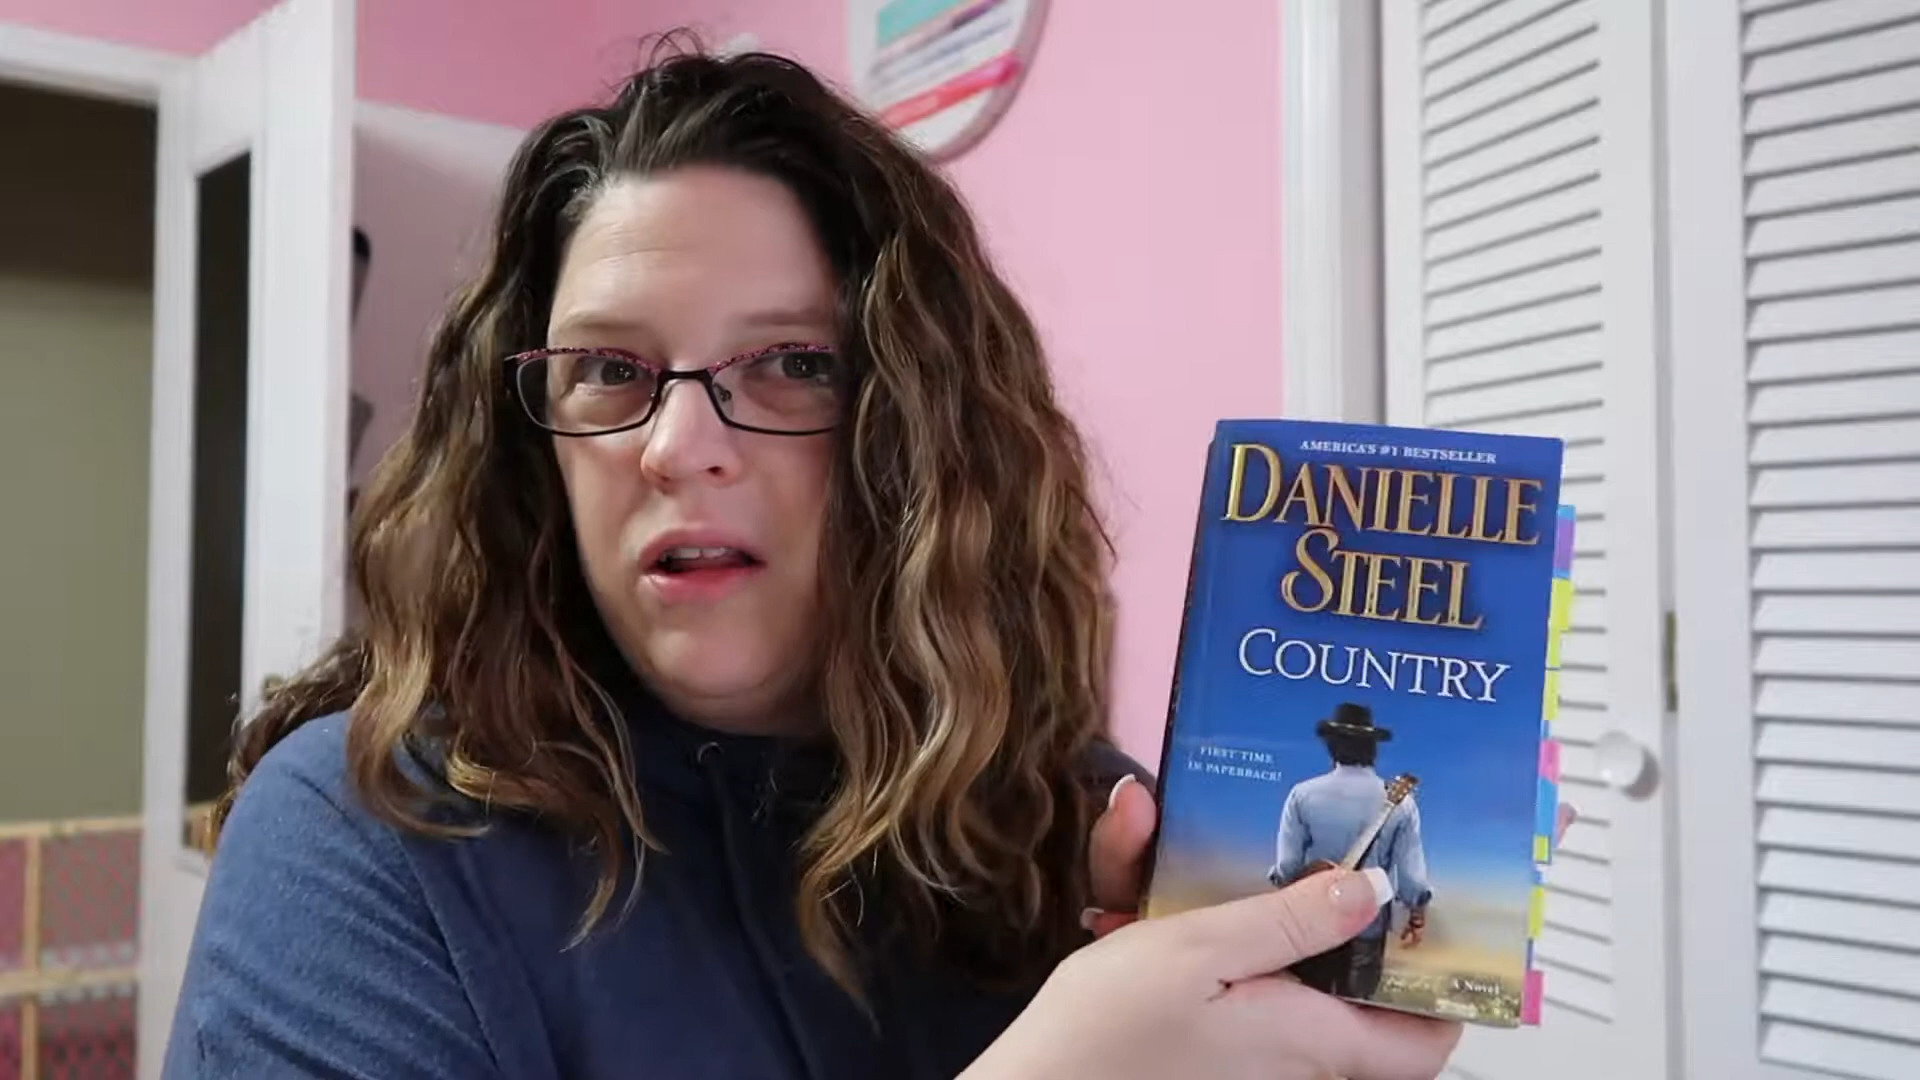 AMERICA'S #1 BESTSELLER
DANIELLE
STEEL
COUNTRY
FIRST TIME
IN PAPERBACK!
A Novel